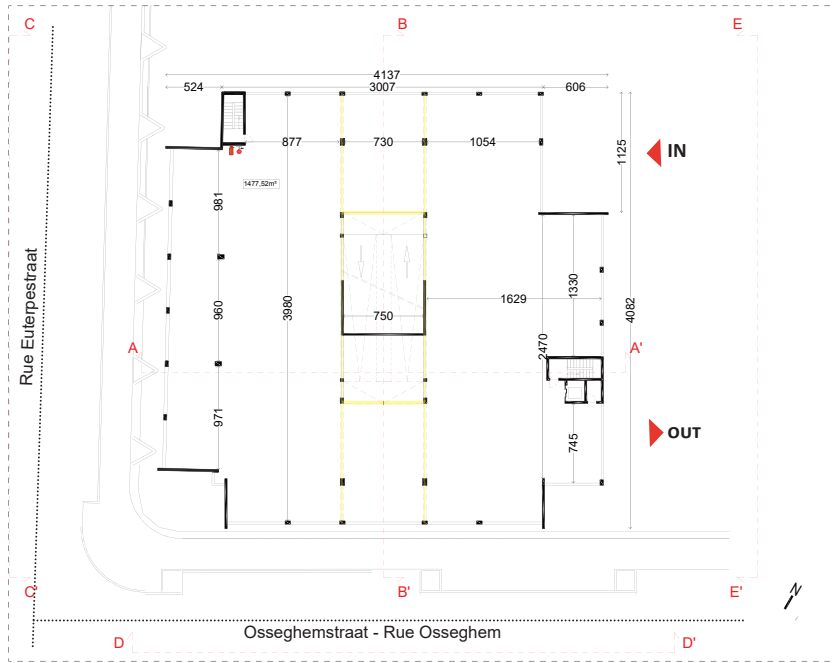 C
B
E
4137
524
3007
606
877
730
1054
1125
IN
1477,52m²
981
Rue Euterpestraat
3980
960
750
1629
1330
4082
A
2470
A'
971
745
OUT
C'
B'
E'
N
Osseghemstraat - Rue Osseghem
D
D'